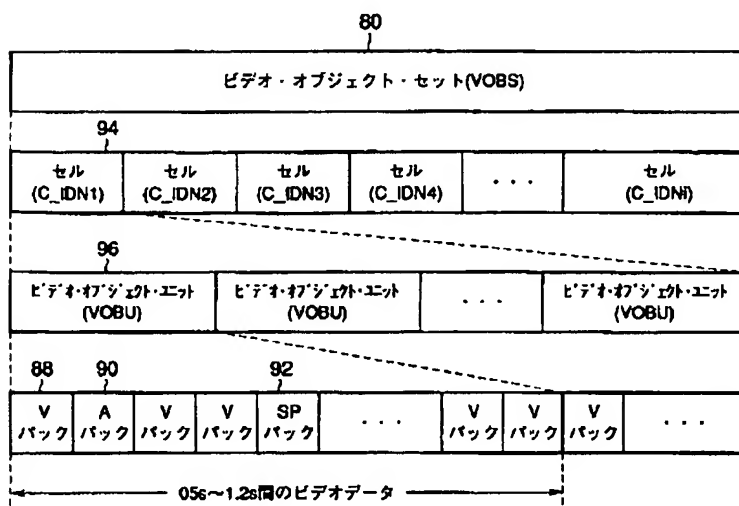 80
ビデオ・オブジェクト・セット(VOBS)
94
セル セル セル セル ・・・ セル
(C_IDN1) (C_IDN2) (C_IDN3) (C_IDN4) (C_IDNi)
96
ビデオ・オブジェクト・ユニット ビデオ・オブジェクト・ユニット ・・・ ビデオ・オブジェクト・ユニット
(VOBU) (VOBU) (VOBU)
88 90 92
V A V V SP ・・・ V V V ・・・
パック パック パック パック パック パック パック パック
05s～1.2s間のビデオデータ